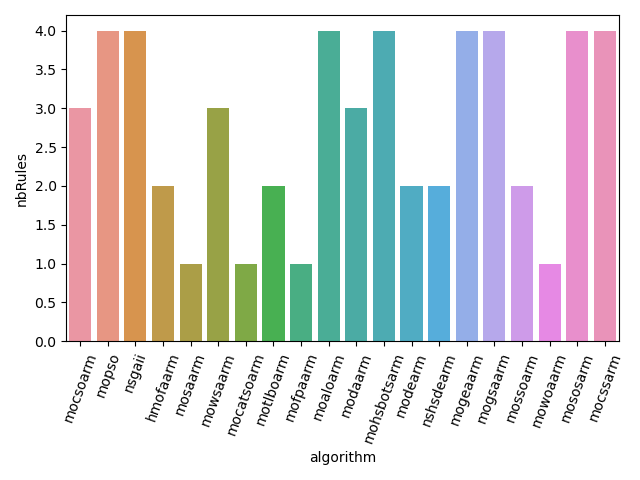 4.0
3.5
3.0
2.5
2.0
1.5
1.0
0.5
0.0
nbRules
mocsoarm
mopso
nsgaii
hmofaarm
mosaarm
mowsaarm
mocatsoarm
motlboarm
mofpaarm
moaloarm
modaarm
mohsbotsarm
modearm
nshsdearm
mogeaarm
mogsaarm
mossoarm
mowoaarm
mososarm
mocssarm
algorithm